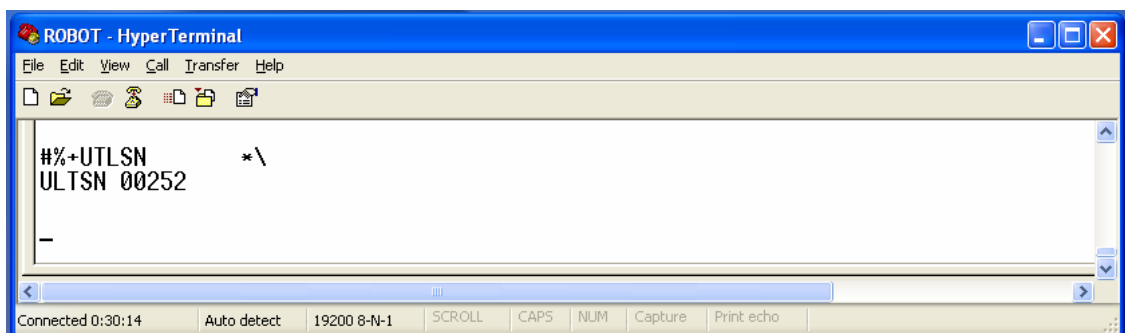 ROBOT - HyperTerminal
File Edit View Call Transfer Help
#%+UTLSN *\
ULTSN 00252
_
Connected 0:30:14 Auto detect 19200 8-N-1 SCROLL CAPS NUM Capture Print echo